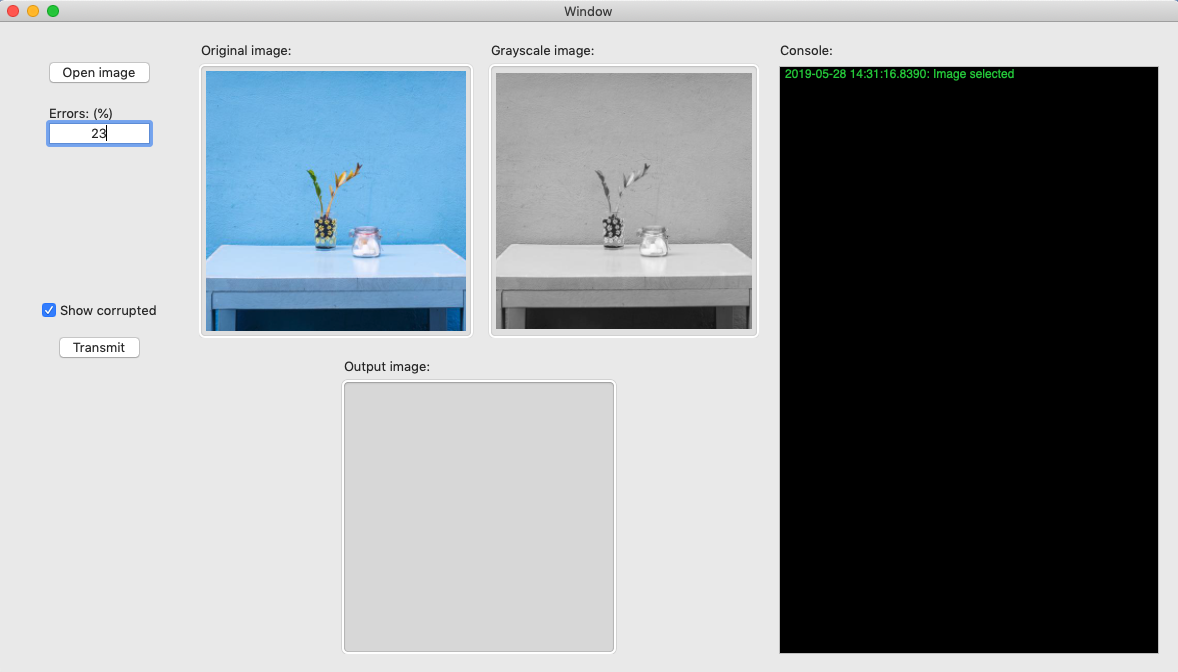 Window
Open image
Errors: (%)
23
Show corrupted
Transmit
Original image:
Grayscale image:
Output image:
Console:
2019-05-28 14:31:16.8390: Image selected